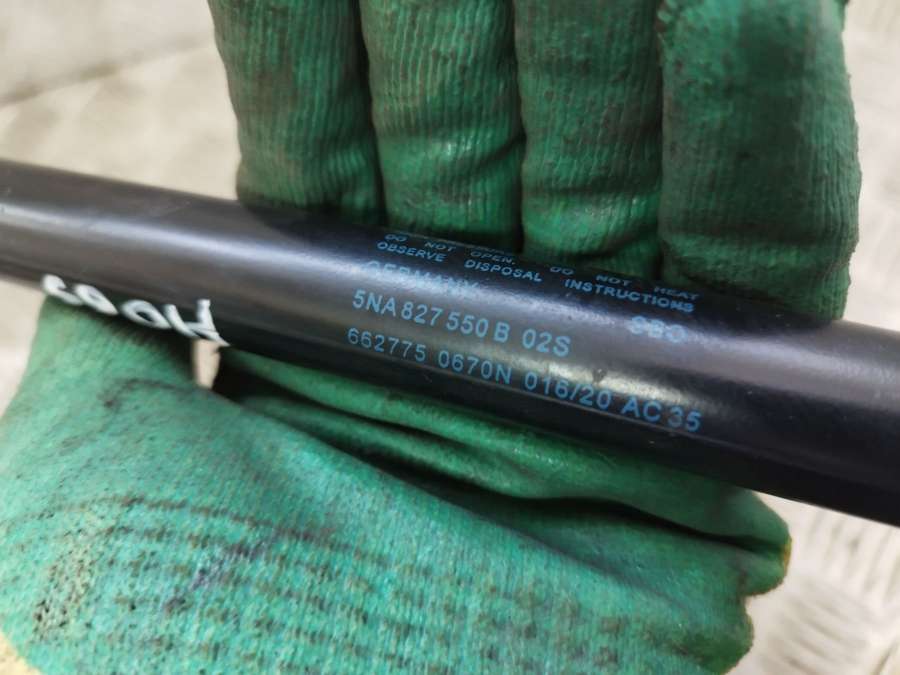 DO NOT OPEN. DO NOT HEAT
OBSERVE DISPOSAL INSTRUCTIONS
GERMANY
5NA 827 550 B 02S
662775 0670N 016/20 AC 35